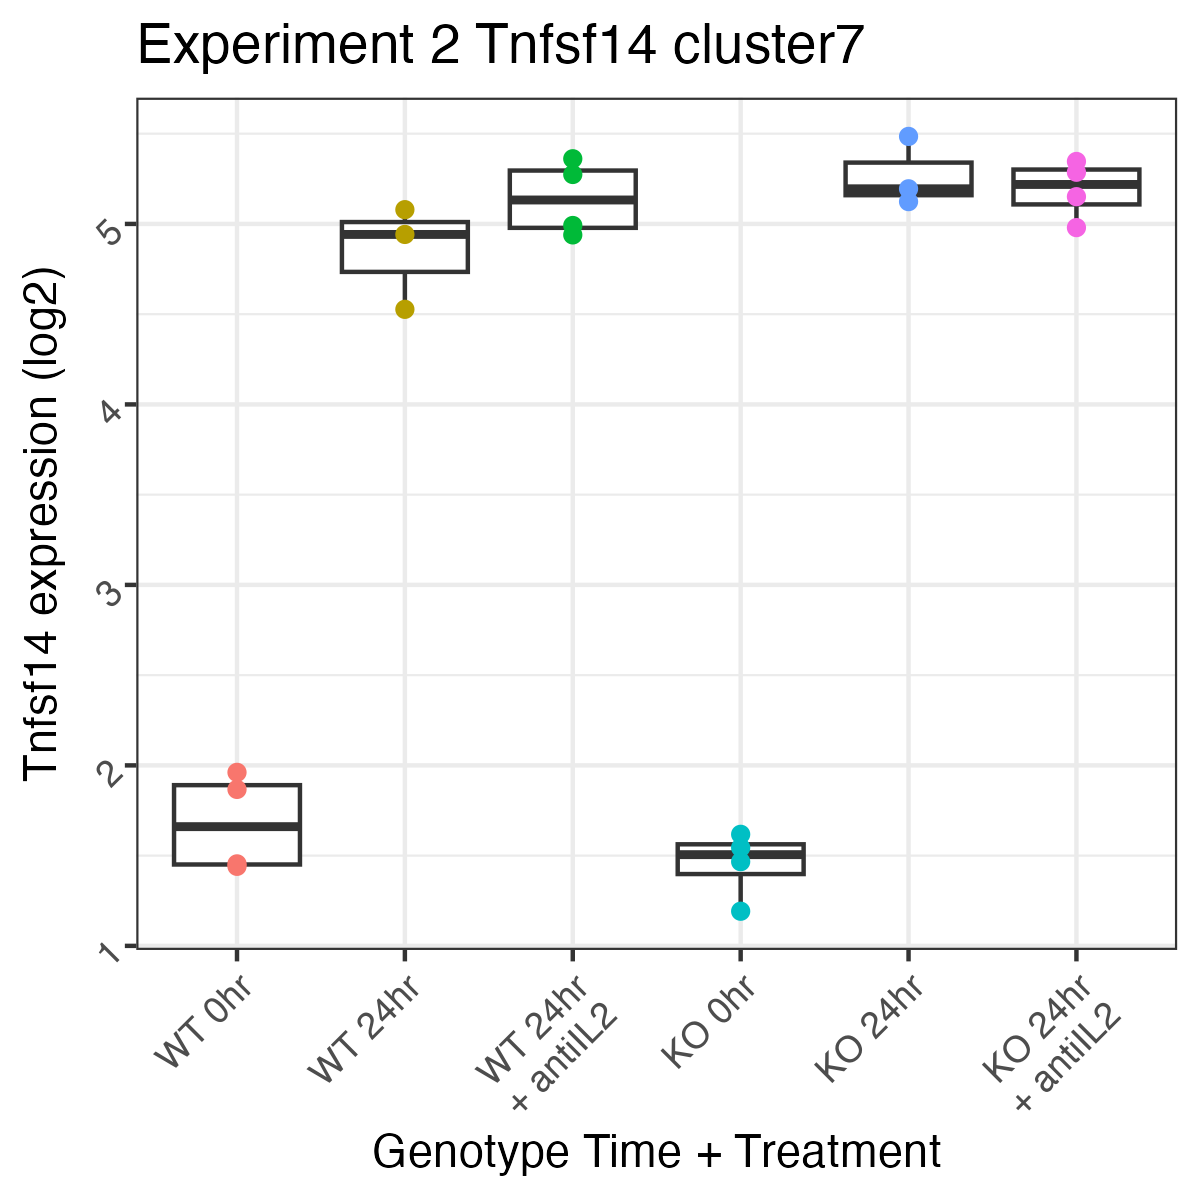 Experiment 2 Tnfsf14 cluster7
Tnfsf14 expression (log2)
5
4
3
2
1
WT 0hr
WT 24hr
WT 24hr
+ antiIL2
KO 0hr
KO 24hr
KO 24hr
+ antiIL2
Genotype Time + Treatment